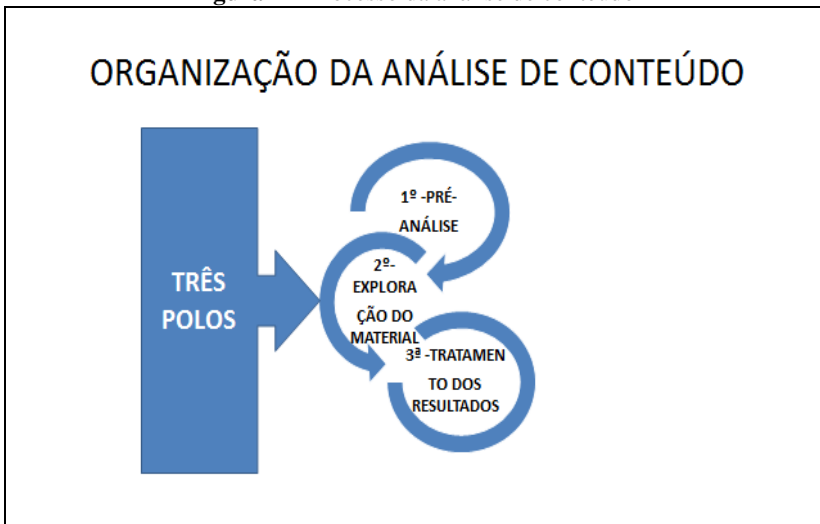 ORGANIZAÇÃO DA ANÁLISE DE CONTEÚDO
TRÊS
POLOS
1º -PRÉ-
ANÁLISE
2º-
EXPLORA
ÇÃO DO
MATERIAL
3ª -TRATAMEN
TO DOS
RESULTADOS